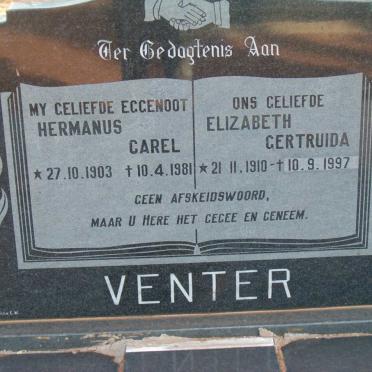 Ter Gedagtenis Aan
MY GELIEFDE EGGENOOT
HERMANUS
CAREL
★ 27.10.1903 † 10.4.1981
ONS GELIEFDE
ELIZABETH
GERTRUIDA
★ 21.11.1910 - † 10.9.1997
GEEN AFSKEIDSWOORD,
MAAR U HERE HET GEGEE EN GENEEM.
VENTER